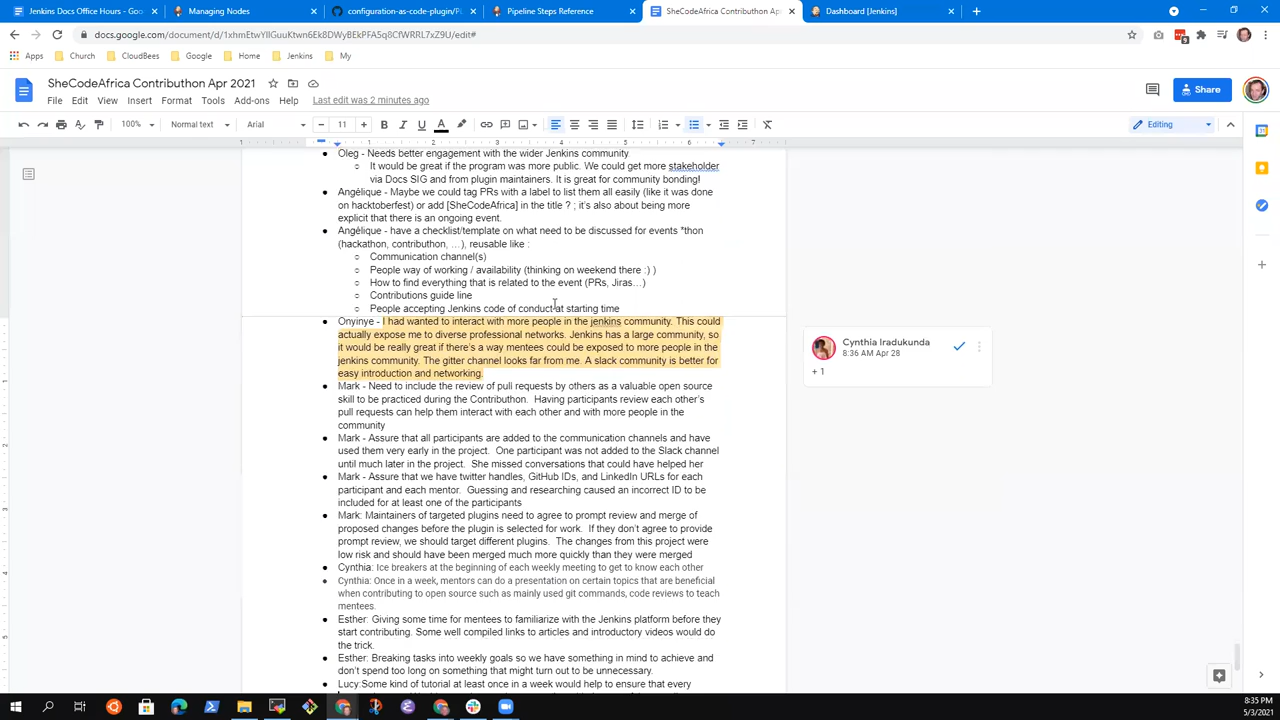 Jenkins Docs Office Hours - Goo
Managing Nodes
configuration-as-code-plugin/PL
Pipeline Steps Reference
SheCodeAfrica Contributhon Apr
Dashboard [Jenkins]
docs.google.com/document/d/1xhmEtwYIlGuuKtwn6Ek8DWyBEkPFA5q8CfWRRL7xZ9U/edit#
Apps
Church
CloudBees
Google
Home
Jenkins
My
SheCodeAfrica Contributhon Apr 2021
File Edit View Insert Format Tools Add-ons Help Last edit was 2 minutes ago
Share
100% Normal text Arial 11 Editing
Oleg - Needs better engagement with the wider Jenkins community
It would be great if the program was more public. We could get more stakeholder
via Docs SIG and from plugin maintainers. It is great for community bonding!
Angélique - Maybe we could tag PRs with a label to list them all easily (like it was done
on hacktoberfest) or add [SheCodeAfrica] in the title ? ; it's also about being more
explicit that there is an ongoing event.
Angélique - have a checklist/template on what need to be discussed for events *thon
(hackathon, contributhon, …), reusable like :
Communication channel(s)
People way of working / availability (thinking on weekend there :) )
How to find everything that is related to the event (PRs, Jiras…)
Contributions guide line
People accepting Jenkins code of conduct at starting time
Onyinye - I had wanted to interact with more people in the jenkins community. This could
actually expose me to diverse professional networks. Jenkins has a large community, so
it would be really great if there's a way mentees could be exposed to more people in the
jenkins community. The gitter channel looks far from me. A slack community is better for
easy introduction and networking.
Cynthia Iradukunda
8:36 AM Apr 28
+ 1
Mark - Need to include the review of pull requests by others as a valuable open source
skill to be practiced during the Contributhon. Having participants review each other's
pull requests can help them interact with each other and with more people in the
community
Mark - Assure that all participants are added to the communication channels and have
used them very early in the project. One participant was not added to the Slack channel
until much later in the project. She missed conversations that could have helped her
Mark - Assure that we have twitter handles, GitHub IDs, and LinkedIn URLs for each
participant and each mentor. Guessing and researching caused an incorrect ID to be
included for at least one of the participants
Mark: Maintainers of targeted plugins need to agree to prompt review and merge of
proposed changes before the plugin is selected for work. If they don't agree to provide
prompt review, we should target different plugins. The changes from this project were
low risk and should have been merged much more quickly than they were merged
Cynthia: Ice breakers at the beginning of each weekly meeting to get to know each other
Cynthia: Once in a week, mentors can do a presentation on certain topics that are beneficial
when contributing to open source such as mainly used git commands, code reviews to teach
mentees.
Esther: Giving some time for mentees to familiarize with the Jenkins platform before they
start contributing. Some well compiled links to articles and introductory videos would do
the trick.
Esther: Breaking tasks into weekly goals so we have something in mind to achieve and
don't spend too long on something that might turn out to be unnecessary.
Lucy:Some kind of tutorial at least once in a week would help to ensure that every
8:35 PM
5/3/2021